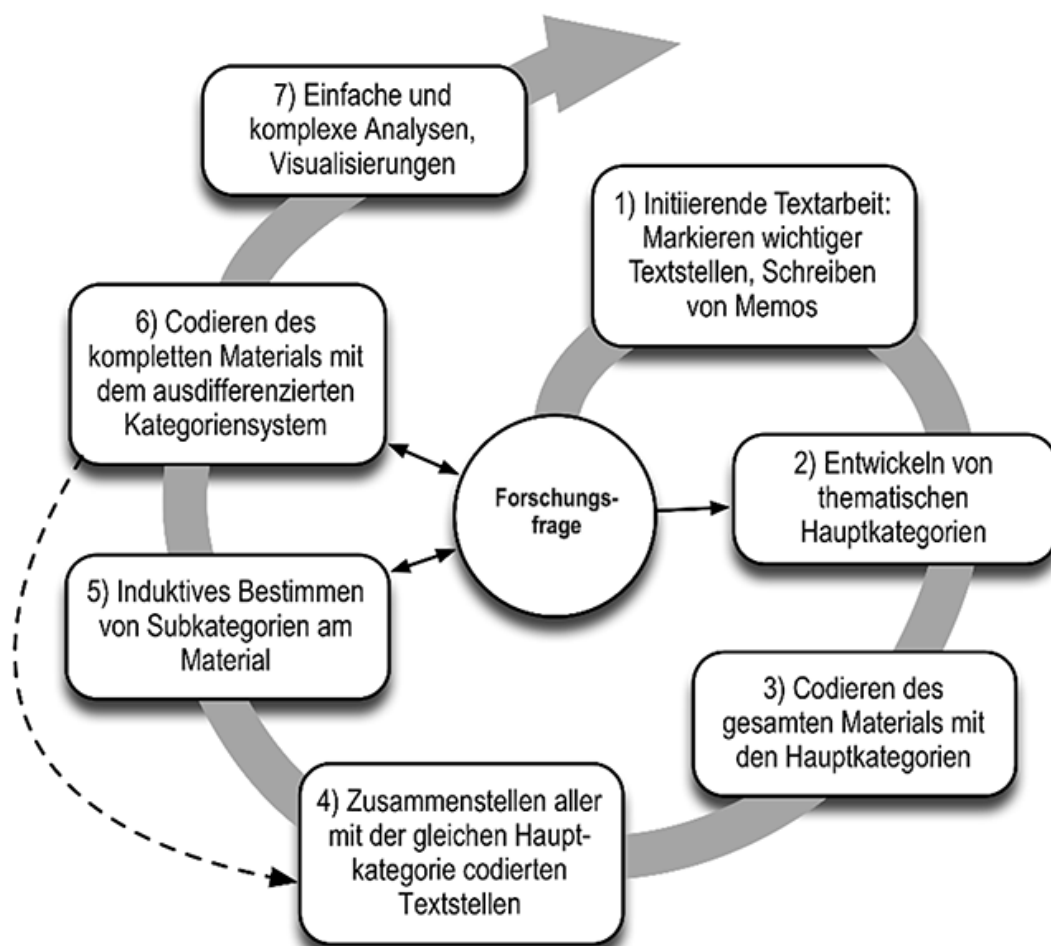 7) Einfache und
komplexe Analysen,
Visualisierungen
1) Initiierende Textarbeit:
Markieren wichtiger
Textstellen, Schreiben
von Memos
6) Codieren des
kompletten Materials mit
dem ausdifferenzierten
Kategoriensystem
Forschungs-
frage
2) Entwickeln von
thematischen
Hauptkategorien
5) Induktives Bestimmen
von Subkategorien am
Material
3) Codieren des
gesamten Materials mit
den Hauptkategorien
4) Zusammenstellen aller
mit der gleichen Haupt-
kategorie codierten
Textstellen